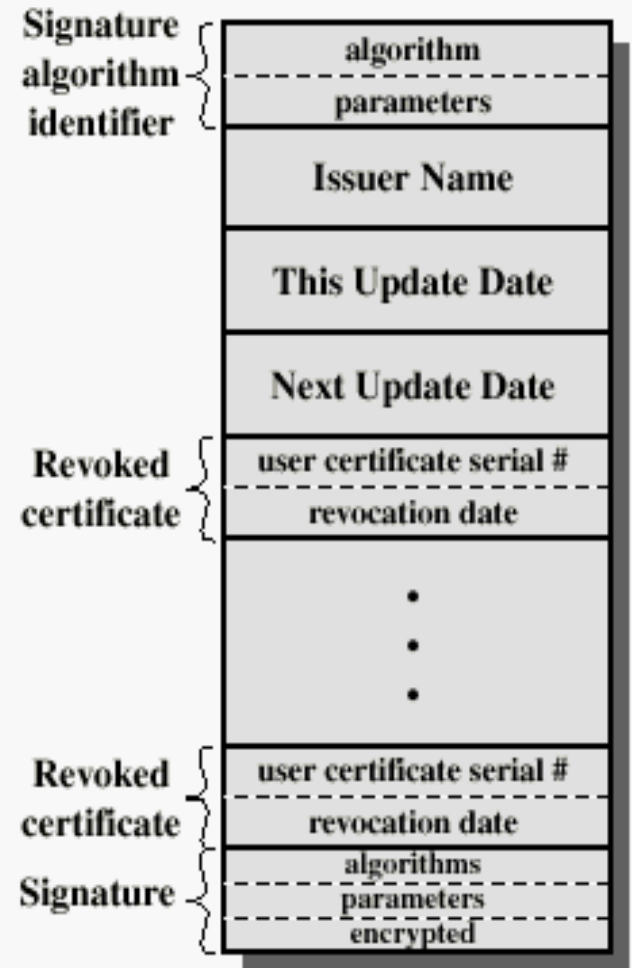 Signature
algorithm
identifier
algorithm
parameters
Issuer Name
This Update Date
Next Update Date
Revoked
certificate
user certificate serial #
revocation date
Revoked
certificate
user certificate serial #
revocation date
Signature
algorithms
parameters
encrypted